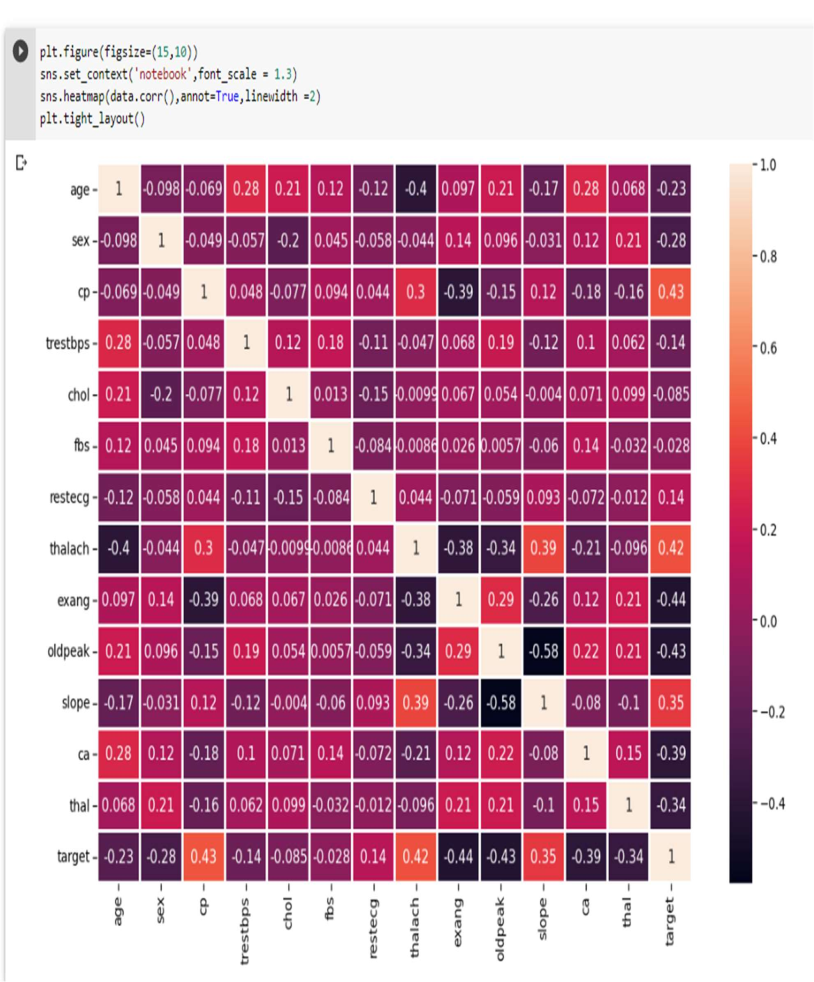 plt.figure(figsize=(15,10))
sns.set_context('notebook',font_scale = 1.3)
sns.heatmap(data.corr(),annot=True,linewidth =2)
plt.tight_layout()
age 1 -0.098 -0.069 0.28 0.21 0.12 -0.12 -0.4 0.097 0.21 -0.17 0.28 0.068 -0.23
sex -0.098 1 -0.049 -0.057 -0.2 0.045 -0.058 -0.044 0.14 0.096 -0.031 0.12 0.21 -0.28
cp -0.069 -0.049 1 0.048 -0.077 0.094 0.044 0.3 -0.39 -0.15 0.12 -0.18 -0.16 0.43
trestbps 0.28 -0.057 0.048 1 0.12 0.18 -0.11 -0.047 0.068 0.19 -0.12 0.1 0.062 -0.14
chol 0.21 -0.2 -0.077 0.12 1 0.013 -0.15 -0.0099 0.067 0.054 -0.004 0.071 0.099 -0.085
fbs 0.12 0.045 0.094 0.18 0.013 1 -0.084 -0.0086 0.026 0.0057 -0.06 0.14 -0.032 -0.028
restecg -0.12 -0.058 0.044 -0.11 -0.15 -0.084 1 0.044 -0.071 -0.059 0.093 -0.072 -0.012 0.14
thalach -0.4 -0.044 0.3 -0.047 -0.0099 -0.0086 0.044 1 -0.38 -0.34 0.39 -0.21 -0.096 0.42
exang 0.097 0.14 -0.39 0.068 0.067 0.026 -0.071 -0.38 1 0.29 -0.26 0.12 0.21 -0.44
oldpeak 0.21 0.096 -0.15 0.19 0.054 0.0057 -0.059 -0.34 0.29 1 -0.58 0.22 0.21 -0.43
slope -0.17 -0.031 0.12 -0.12 -0.004 -0.06 0.093 0.39 -0.26 -0.58 1 -0.08 -0.1 0.35
ca 0.28 0.12 -0.18 0.1 0.071 0.14 -0.072 -0.21 0.12 0.22 -0.08 1 0.15 -0.39
thal 0.068 0.21 -0.16 0.062 0.099 -0.032 -0.012 -0.096 0.21 0.21 -0.1 0.15 1 -0.34
target -0.23 -0.28 0.43 -0.14 -0.085 -0.028 0.14 0.42 -0.44 -0.43 0.35 -0.39 -0.34 1
age sex cp trestbps chol fbs restecg thalach exang oldpeak slope ca thal target
1.0
0.8
0.6
0.4
0.2
0.0
−0.2
−0.4